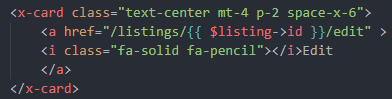 <x-card class="text-center mt-4 p-2 space-x-6">
<a href="/listings/{{ $listing->id }}/edit" >
<i class="fa-solid fa-pencil"></i>Edit
</a>
</x-card>